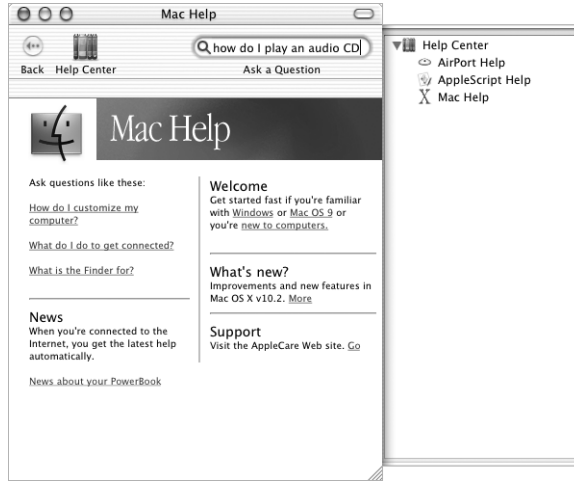 Mac Help
how do I play an audio CD
Back
Help Center
Ask a Question
Mac Help
Ask questions like these:
How do I customize my
computer?
What do I do to get connected?
What is the Finder for?
News
When you're connected to the
Internet, you get the latest help
automatically.
News about your PowerBook
Welcome
Get started fast if you're familiar
with Windows or Mac OS 9 or
you're new to computers.
What's new?
Improvements and new features in
Mac OS X v10.2. More
Support
Visit the AppleCare Web site. Go
Help Center
AirPort Help
AppleScript Help
Mac Help